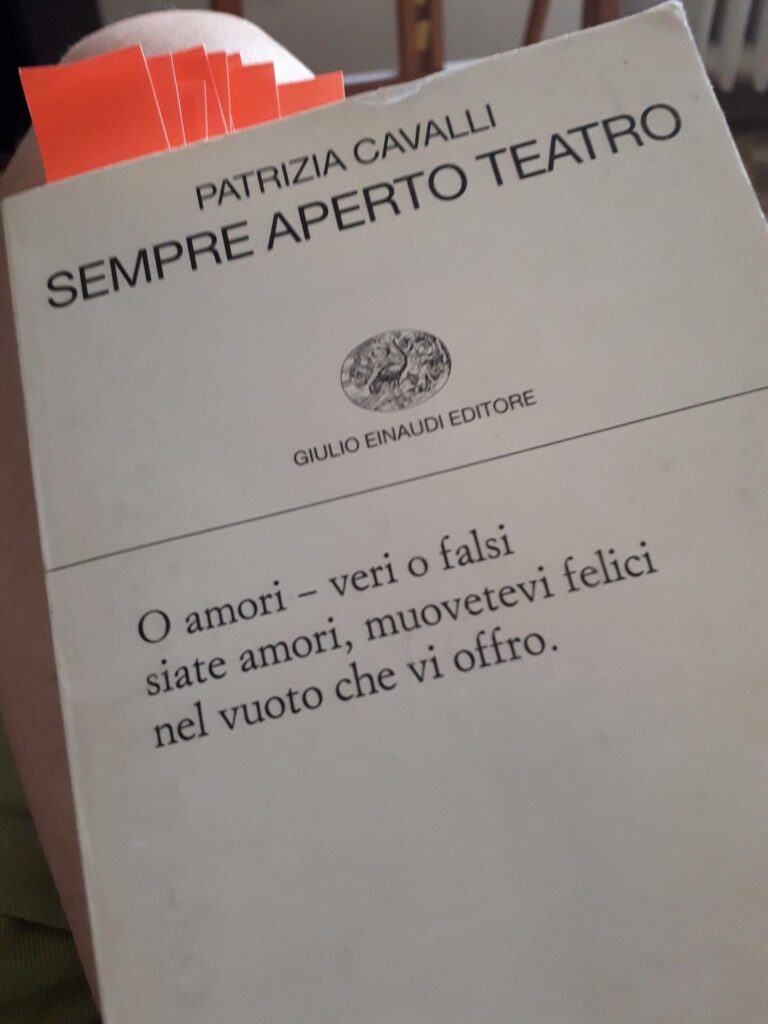 PATRIZIA CAVALLI
SEMPRE APERTO TEATRO
GIULIO EINAUDI EDITORE
O amori – veri o falsi
siate amori, muovetevi felici
nel vuoto che vi offro.